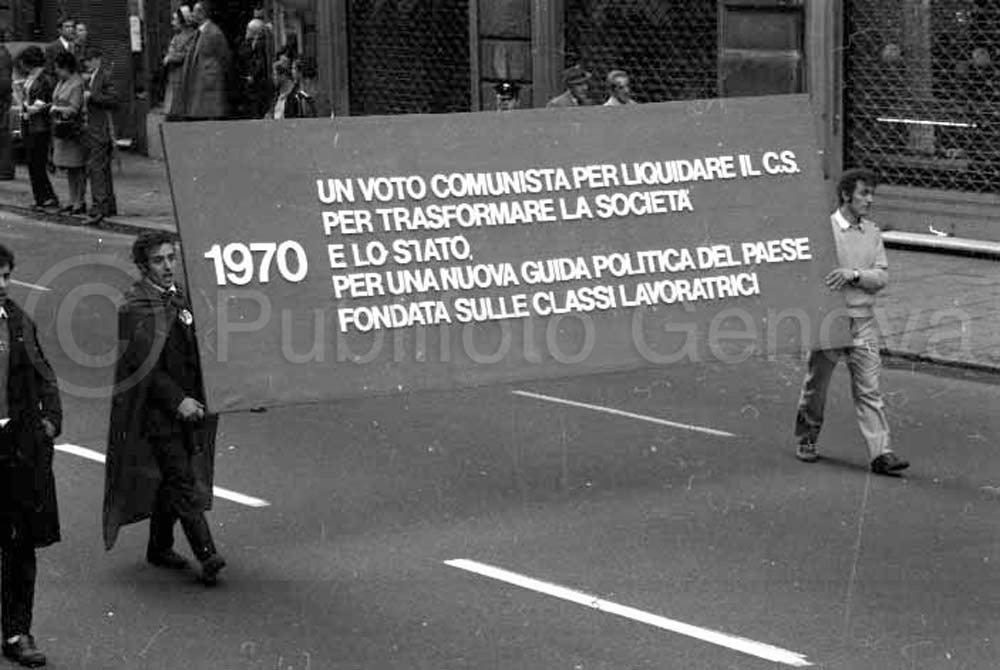 UN VOTO COMUNISTA PER LIQUIDARE IL C.S.
PER TRASFORMARE LA SOCIETÀ
1970 E LO STATO,
PER UNA NUOVA GUIDA POLITICA DEL PAESE
FONDATA SULLE CLASSI LAVORATRICI
© Publifoto Genova